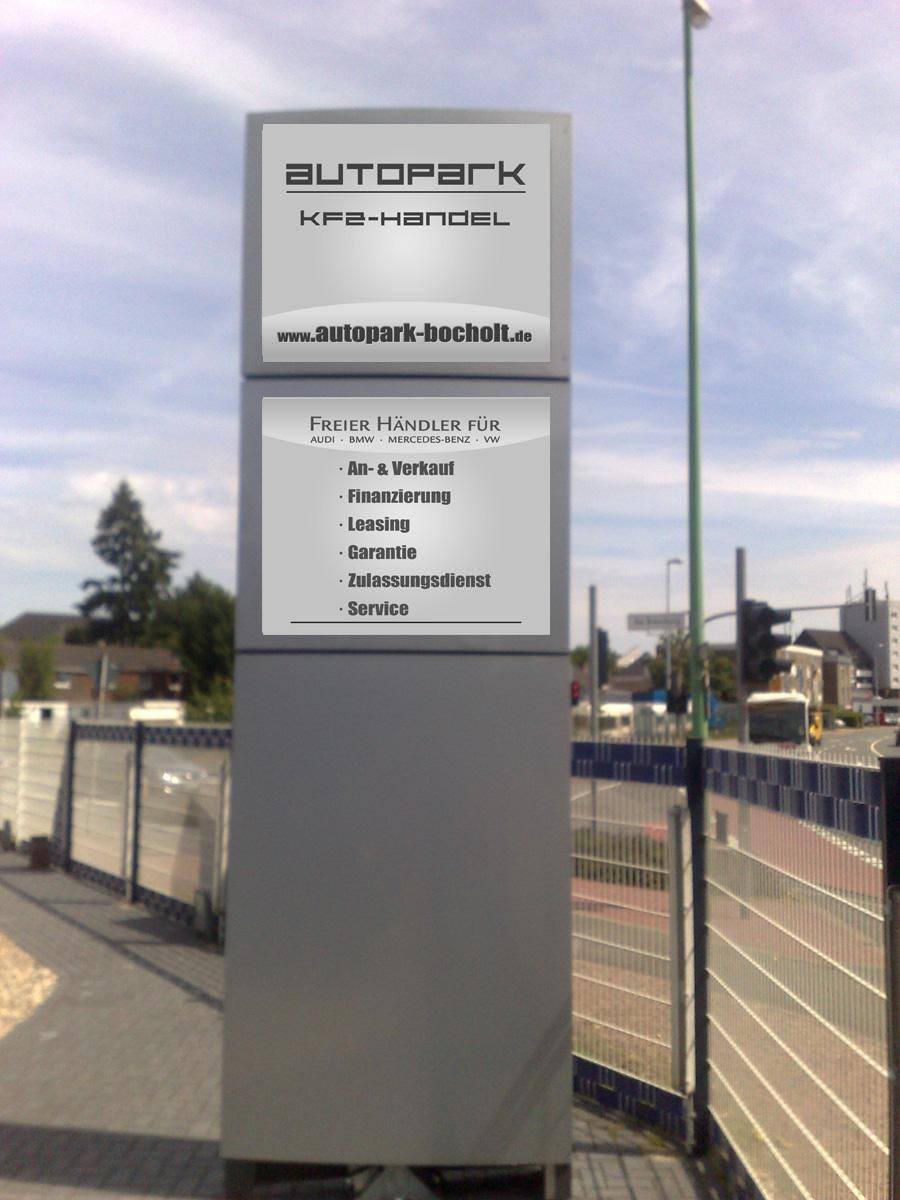 autopark
KFZ-Handel
www.autopark-bocholt.de
Freier Händler für
AUDI · BMW · MERCEDES-BENZ · VW
· An- & Verkauf
· Finanzierung
· Leasing
· Garantie
· Zulassungsdienst
· Service